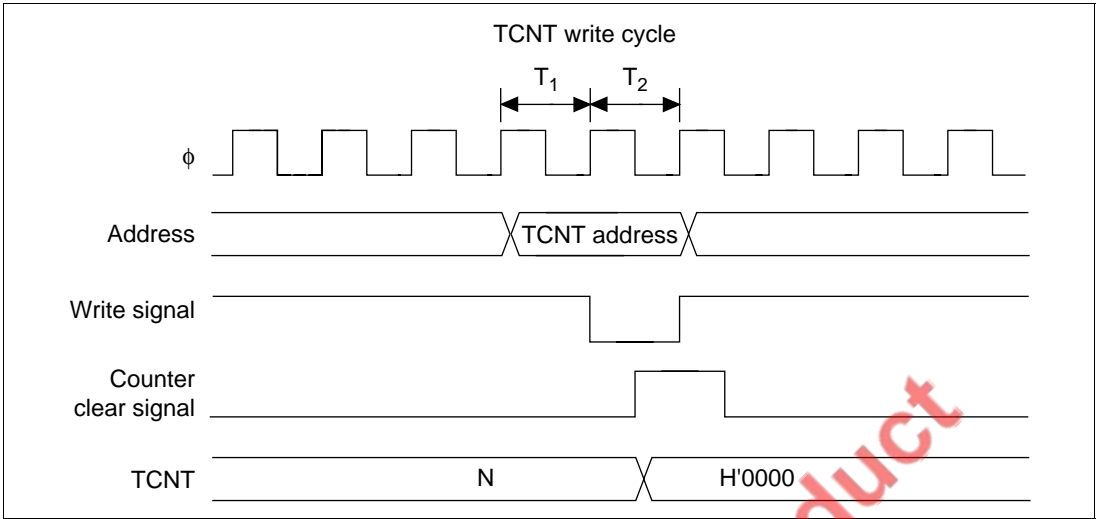 TCNT write cycle
T1 T2
ϕ
Address
TCNT address
Write signal
Counter
clear signal
TCNT
N
H'0000
duct